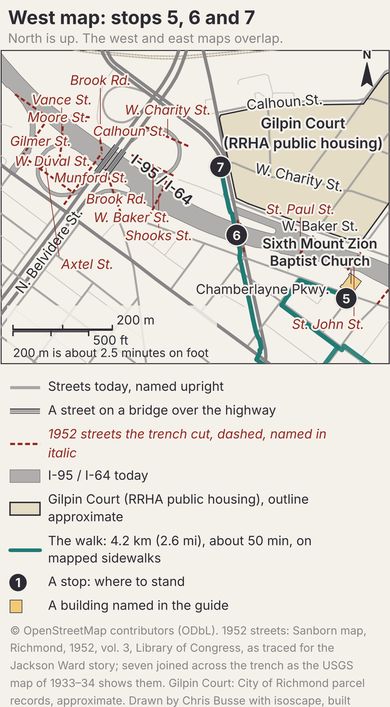 West map: stops 5, 6 and 7
North is up. The west and east maps overlap.
N
Brook Rd.
Vance St.
W. Charity St.
Calhoun St.
Moore St.
Gilpin Court
(RRHA public housing)
Calhoun St.
Gilmer St.
W. Duval St.
I-95 / I-64
7
W. Charity St.
Munford St.
Brook Rd.
St. Paul St.
W. Baker St.
W. Baker St.
Shooks St.
6
Sixth Mount Zion
Baptist Church
N. Belvidere St.
Axtel St.
Chamberlayne Pkwy.
5
St. John St.
200 m
500 ft
200 m is about 2.5 minutes on foot
Streets today, named upright
A street on a bridge over the highway
1952 streets the trench cut, dashed, named in
italic
I-95 / I-64 today
Gilpin Court (RRHA public housing), outline
approximate
The walk: 4.2 km (2.6 mi), about 50 min, on
mapped sidewalks
1 A stop: where to stand
A building named in the guide
© OpenStreetMap contributors (ODbL). 1952 streets: Sanborn map,
Richmond, 1952, vol. 3, Library of Congress, as traced for the
Jackson Ward story; seven joined across the trench as the USGS
map of 1933–34 shows them. Gilpin Court: City of Richmond parcel
records, approximate. Drawn by Chris Busse with isoscape, built